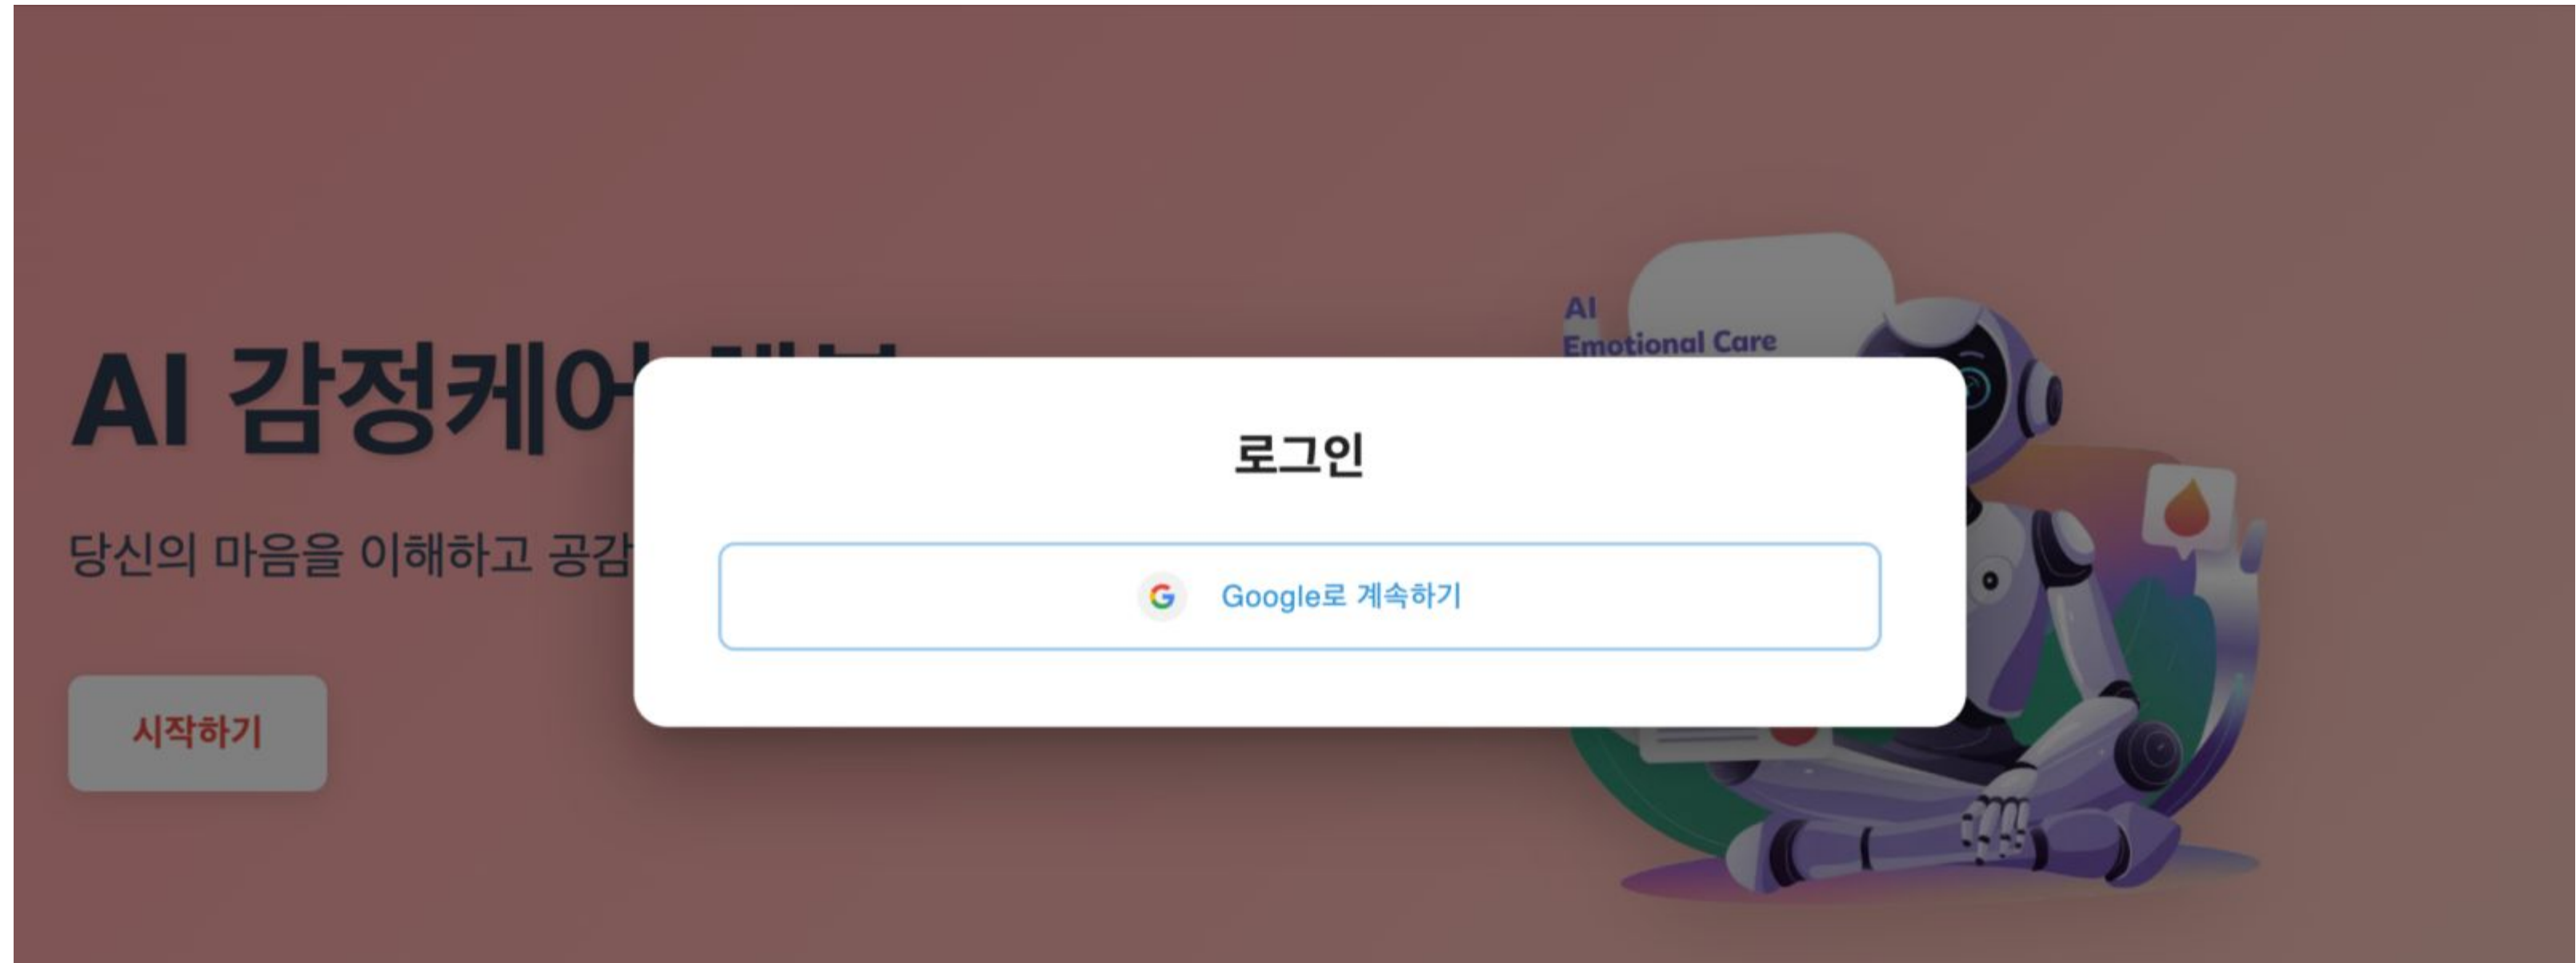 AI
Emotional Care
AI 감정케어
로그인
당신의 마음을 이해하고 공감
Google로 계속하기
시작하기